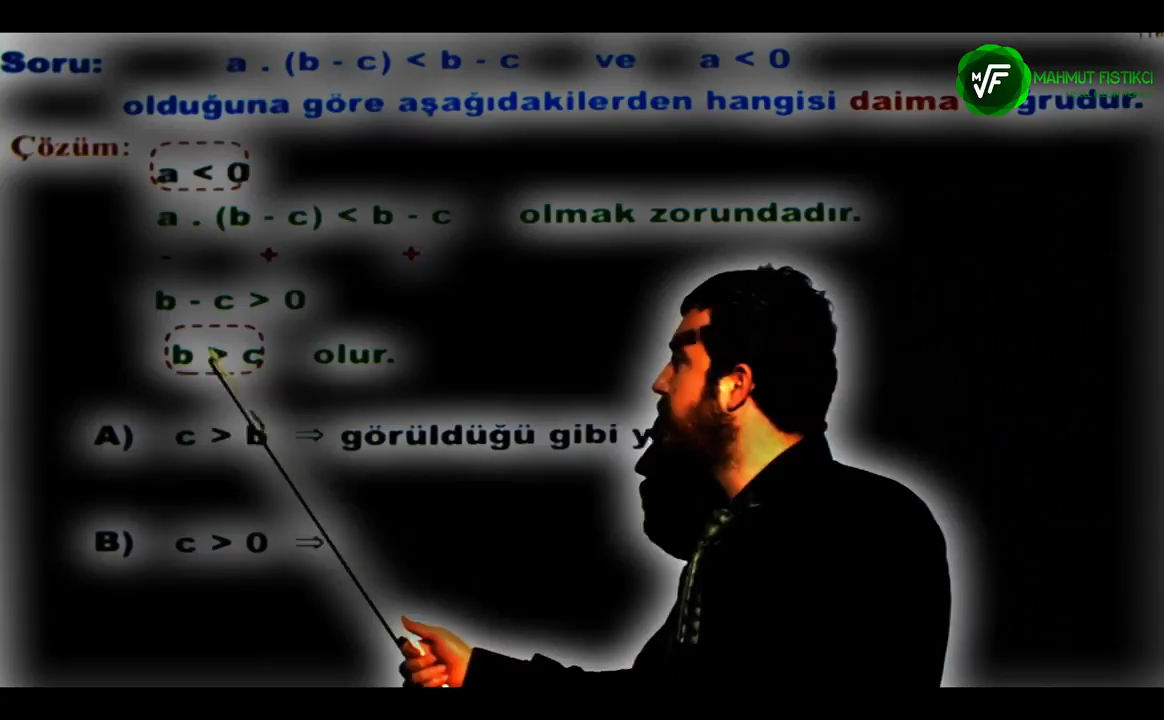 Soru: a . (b - c) < b - c ve a < 0
MAHMUT FISTIKCI
olduğuna göre aşağıdakilerden hangisi daima ğrudur.
Çözüm:
a < 0
a . (b - c) < b - c olmak zorundadır.
- + +
b - c > 0
b > c olur.
A) c > b ⇒ görüldüğü gibi y
B) c > 0 ⇒